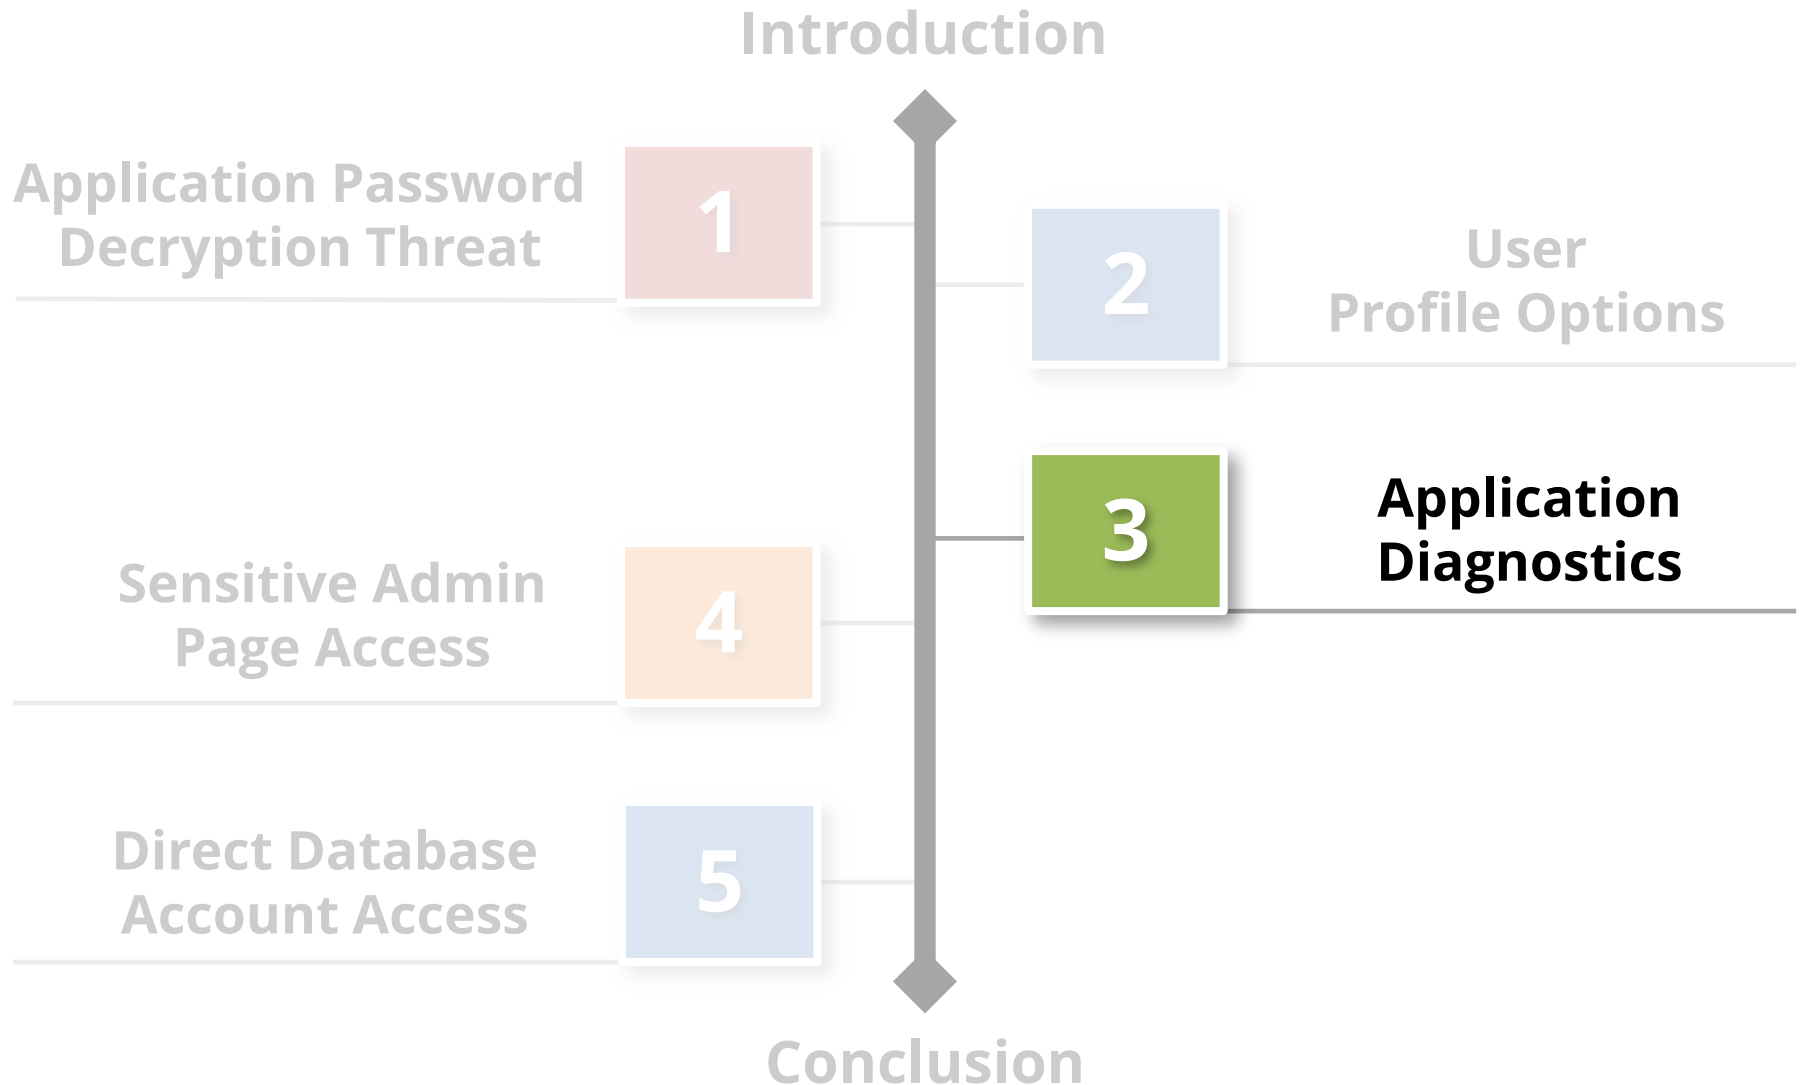 Introduction
1
Application Password
Decryption Threat
2
User
Profile Options
3
Application
Diagnostics
4
Sensitive Admin
Page Access
5
Direct Database
Account Access
Conclusion